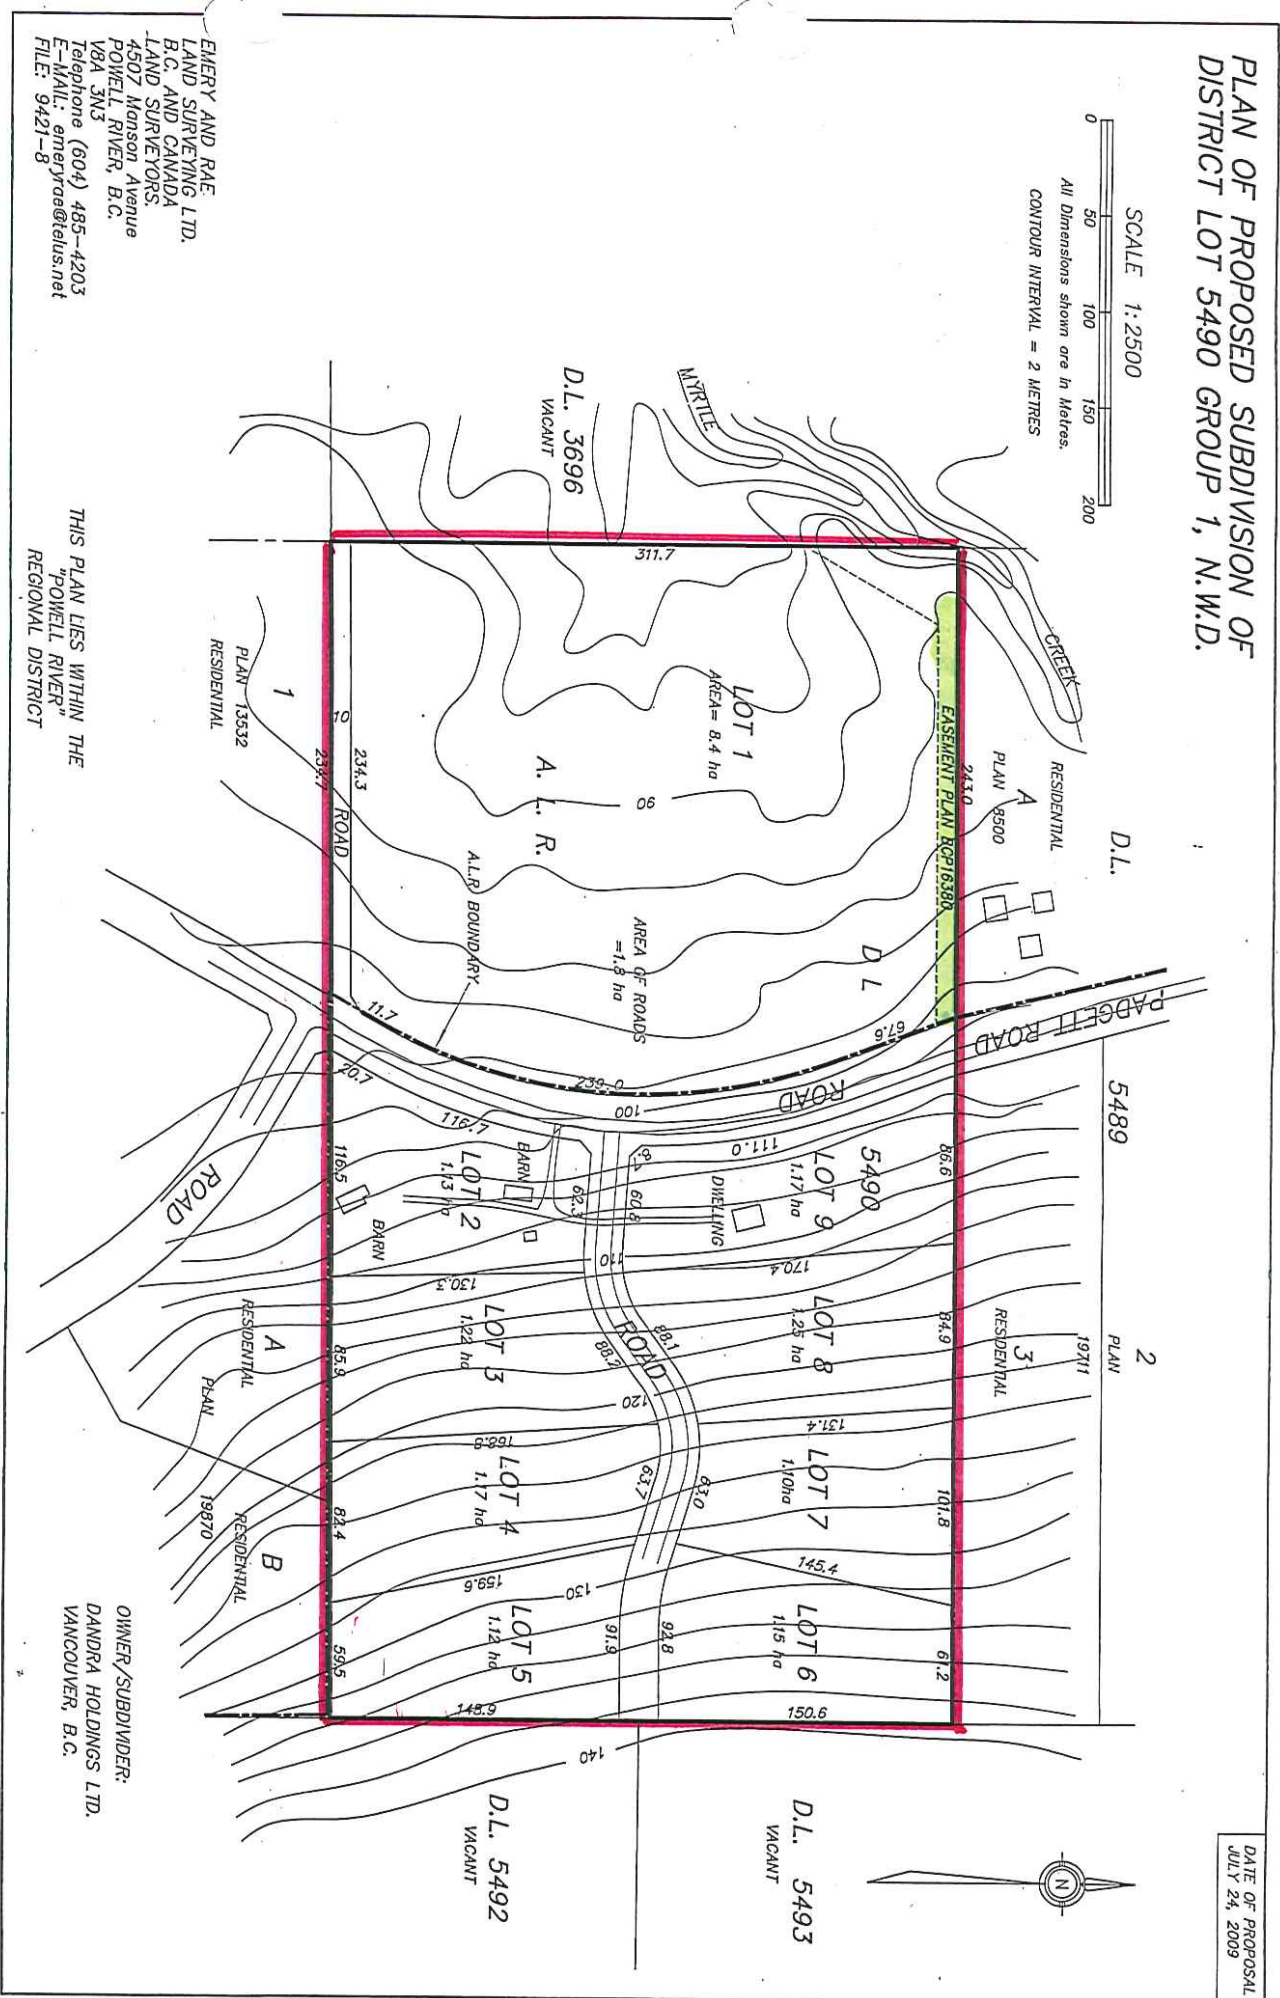 PLAN OF PROPOSED SUBDIVISION OF
DISTRICT LOT 5490 GROUP 1, N.W.D.
DATE OF PROPOSAL
JULY 24, 2009
SCALE 1:2500
0 50 100 150 200
All Dimensions shown are in Metres.
CONTOUR INTERVAL = 2 METRES
N
MYRTLE
CREEK
D.L.
5489
2
PLAN
19711
RESIDENTIAL
A
PLAN 8500
3
RESIDENTIAL
PADGETT ROAD
D.L. 5493
VACANT
D.L. 3696
VACANT
243.0
EASEMENT PLAN BCP16380
86.6
84.9
101.8
61.2
D L
5490
67.6
ROAD
LOT 1
AREA= 8.4 ha
LOT 9
1.17 ha
LOT 8
1.25 ha
LOT 7
1.10ha
LOT 6
1.15 ha
170.4
131.4
145.4
150.6
111.0
DWELLING
311.7
90
AREA OF ROADS
=1.8 ha
100
239.0
60.8
62.3
110
88.1
ROAD
88.2
120
63.0
63.7
92.8
91.9
130
140
A. L. R.
A.L.R BOUNDARY
BARN
LOT 2
1.13 ha
LOT 3
1.22 ha
LOT 4
1.17 ha
LOT 5
1.12 ha
130.3
168.8
159.6
148.9
116.7
11.7
20.7
BARN
10
234.3
ROAD
234.7
116.5
85.9
82.4
59.5
D.L. 5492
VACANT
1
PLAN 13532
RESIDENTIAL
ROAD
A
RESIDENTIAL
PLAN
19870
B
RESIDENTIAL
EMERY AND RAE
LAND SURVEYING LTD.
B.C. AND CANADA
LAND SURVEYORS.
4507 Manson Avenue
POWELL RIVER, B.C.
V8A 3N3
Telephone (604) 485-4203
E-MAIL: emeryrae@telus.net
FILE: 9421-8
THIS PLAN LIES WITHIN THE
"POWELL RIVER"
REGIONAL DISTRICT
OWNER/SUBDIVIDER:
DANDRA HOLDINGS LTD.
VANCOUVER, B.C.